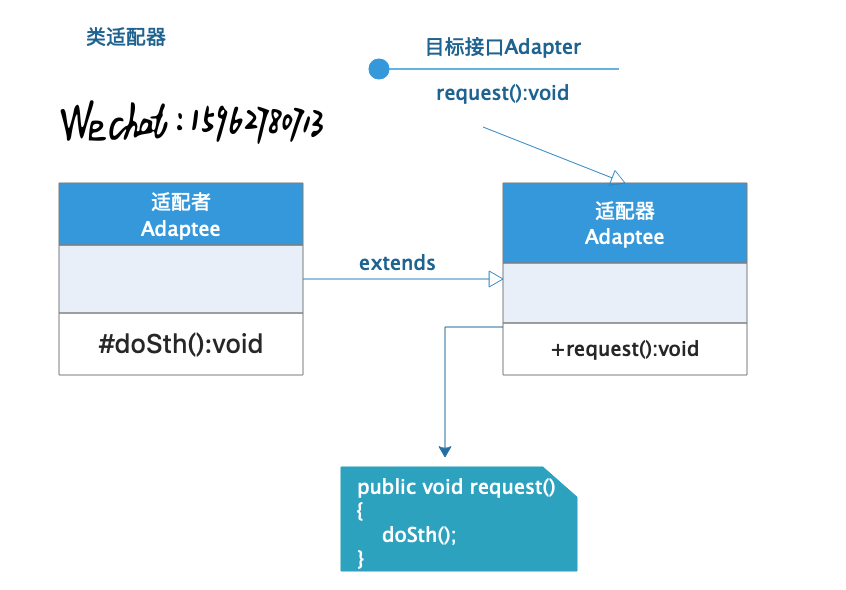 类适配器
目标接口Adapter
request():void
Wechat:15962780713
适配者
Adaptee
适配器
Adaptee
extends
#doSth():void
+request():void
public void request()
{
doSth();
}